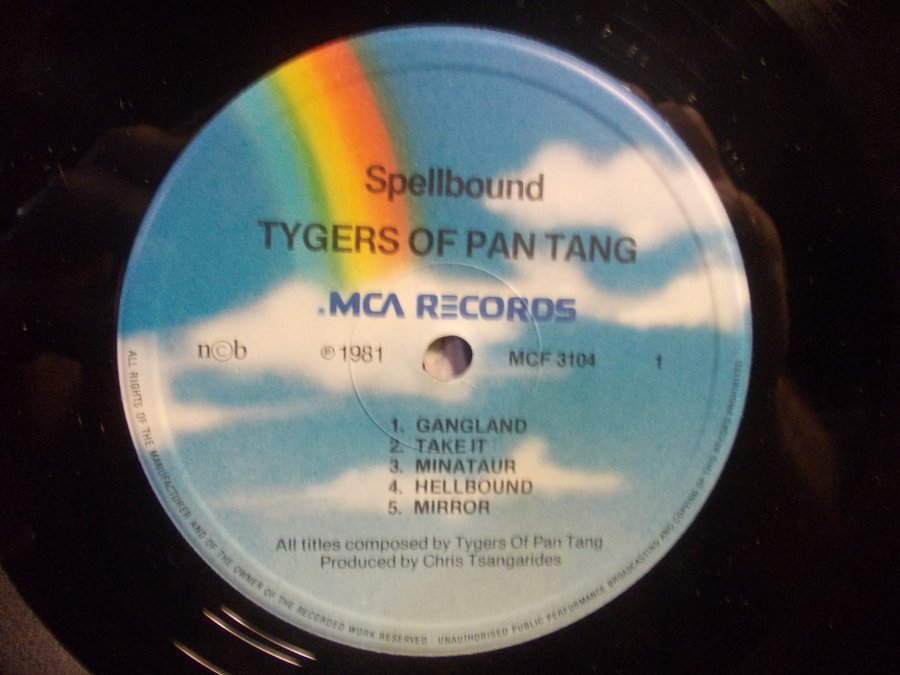 Spellbound
TYGERS OF PAN TANG
.MCA RECORDS
n©b ℗ 1981 MCF 3104 1
1. GANGLAND
2. TAKE IT
3. MINATAUR
4. HELLBOUND
5. MIRROR
All titles composed by Tygers Of Pan Tang
Produced by Chris Tsangarides
ALL RIGHTS OF THE MANUFACTURER AND OF THE OWNER OF THE RECORDED WORK RESERVED. UNAUTHORISED PUBLIC PERFORMANCE BROADCASTING AND COPYING OF THIS RECORD PROHIBITED